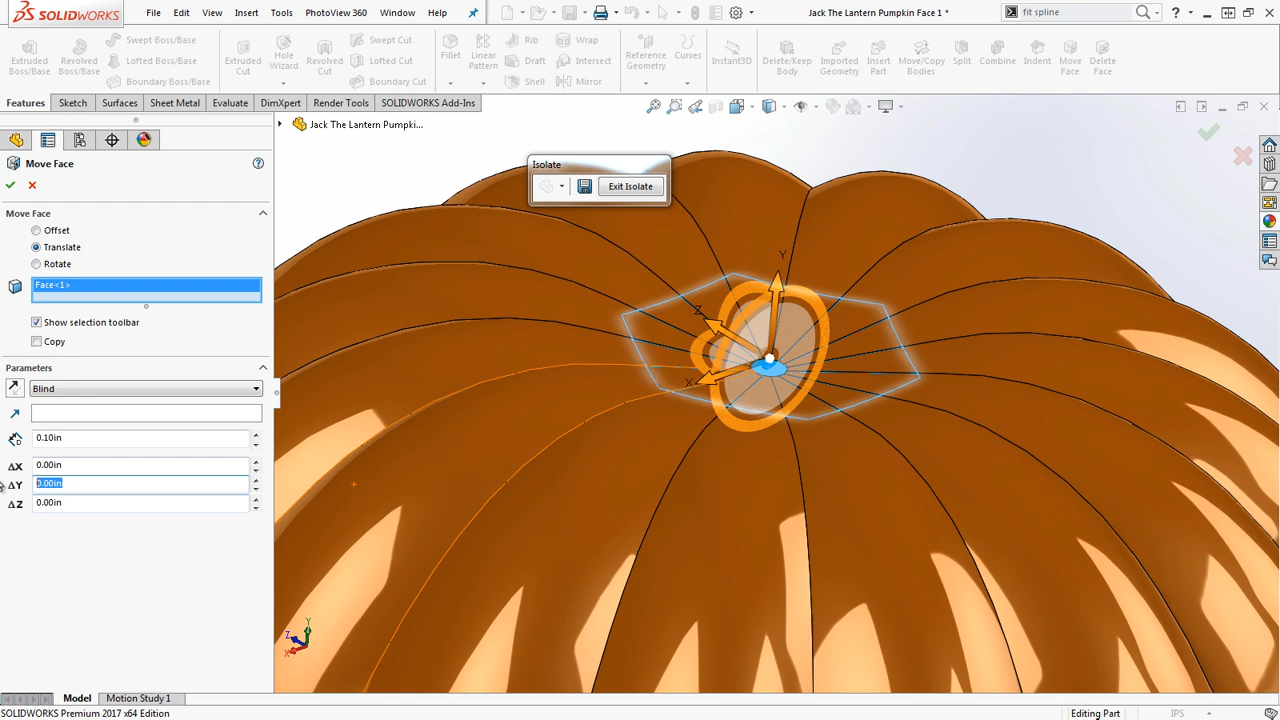 SOLIDWORKS File Edit View Insert Tools PhotoView 360 Window Help Jack The Lantern Pumpkin Face 1 * fit spline
Extruded Boss/Base
Revolved Boss/Base
Swept Boss/Base
Lofted Boss/Base
Boundary Boss/Base
Extruded Cut
Hole Wizard
Revolved Cut
Swept Cut
Lofted Cut
Boundary Cut
Fillet
Linear Pattern
Rib
Draft
Shell
Wrap
Intersect
Mirror
Reference Geometry
Curves
Instant3D
Delete/Keep Body
Imported Geometry
Insert Part
Move/Copy Bodies
Split
Combine
Indent
Move Face
Delete Face
Features Sketch Surfaces Sheet Metal Evaluate DimXpert Render Tools SOLIDWORKS Add-Ins
Jack The Lantern Pumpki...
Move Face
Move Face
Offset
Translate
Rotate
Face<1>
Show selection toolbar
Copy
Parameters
Blind
0.10in
ΔX 0.00in
ΔY 0.00in
ΔZ 0.00in
Isolate
Exit Isolate
Y
Z
X
Y
Z
X
Model Motion Study 1
SOLIDWORKS Premium 2017 x64 Edition Editing Part IPS